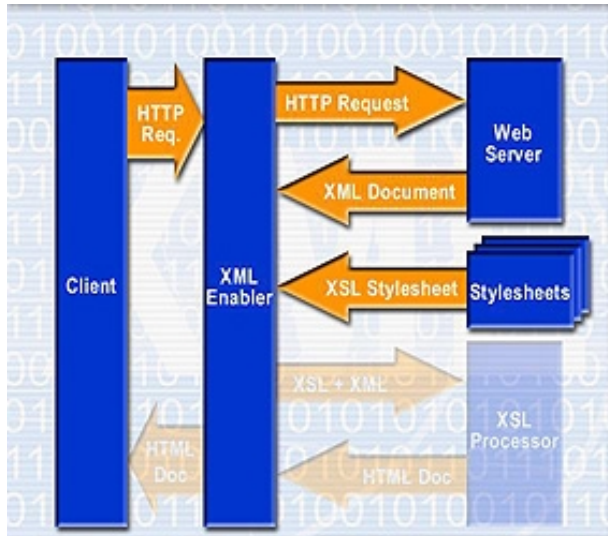 HTTP
Req.
HTTP Request
Web
Server
XML Document
Client
XML
Enabler
XSL Stylesheet
Stylesheets
XSL + XML
XSL
Processor
HTML
Doc
HTML Doc